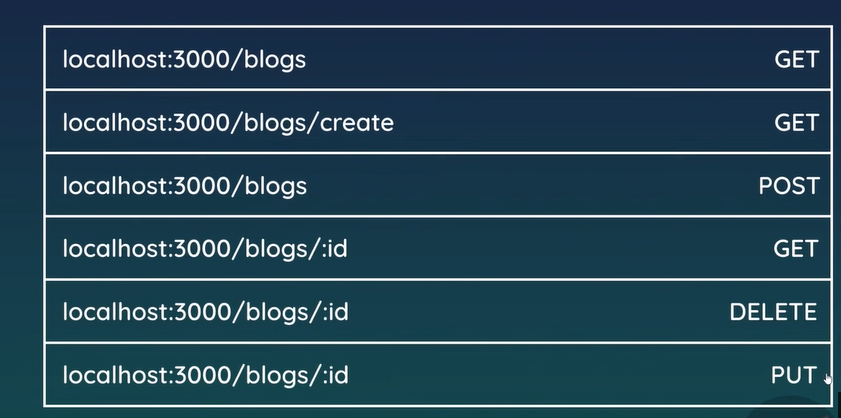 localhost:3000/blogs GET
localhost:3000/blogs/create GET
localhost:3000/blogs POST
localhost:3000/blogs/:id GET
localhost:3000/blogs/:id DELETE
localhost:3000/blogs/:id PUT